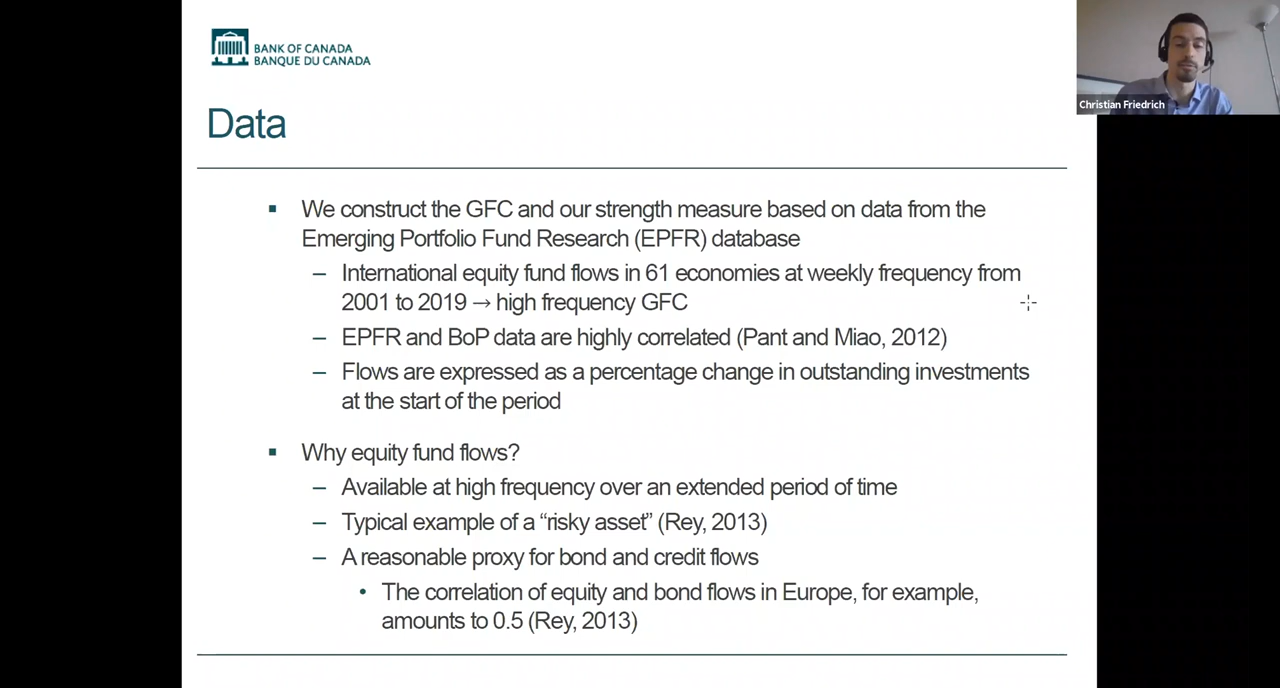 BANK OF CANADA
BANQUE DU CANADA
Christian Friedrich
Data
▪ We construct the GFC and our strength measure based on data from the
Emerging Portfolio Fund Research (EPFR) database
– International equity fund flows in 61 economies at weekly frequency from
2001 to 2019 → high frequency GFC
– EPFR and BoP data are highly correlated (Pant and Miao, 2012)
– Flows are expressed as a percentage change in outstanding investments
at the start of the period
▪ Why equity fund flows?
– Available at high frequency over an extended period of time
– Typical example of a “risky asset” (Rey, 2013)
– A reasonable proxy for bond and credit flows
• The correlation of equity and bond flows in Europe, for example,
amounts to 0.5 (Rey, 2013)